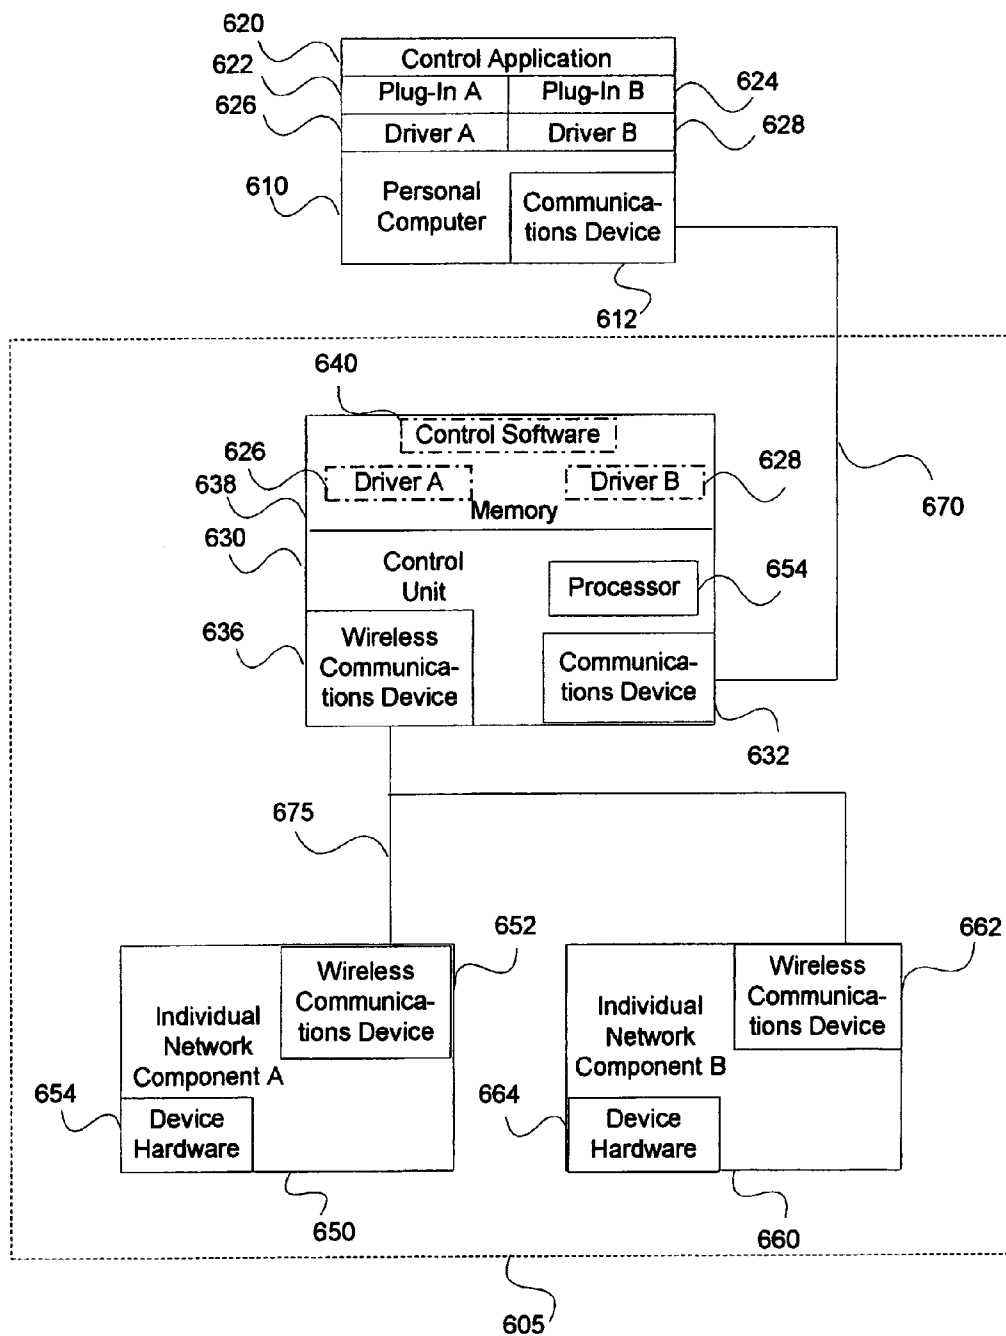 620
Control Application
622
Plug-In A
Plug-In B
624
626
Driver A
Driver B
628
610
Personal
Computer
Communica-
tions Device
612
640
Control Software
626
Driver A
Driver B
628
638
Memory
670
630
Control
Unit
Processor
654
636
Wireless
Communica-
tions Device
Communica-
tions Device
632
675
652
662
Wireless
Communica-
tions Device
Individual
Network
Component A
Wireless
Communica-
tions Device
Individual
Network
Component B
654
Device
Hardware
664
Device
Hardware
650
660
605